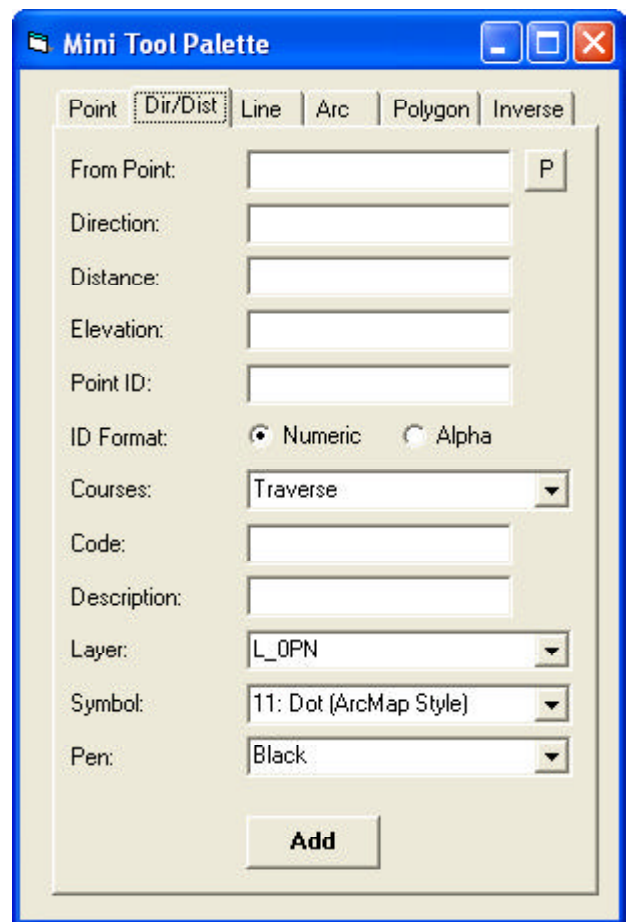 Mini Tool Palette
Point Dir/Dist Line Arc Polygon Inverse
From Point: P
Direction:
Distance:
Elevation:
Point ID:
ID Format: Numeric Alpha
Courses: Traverse
Code:
Description:
Layer: L_0PN
Symbol: 11: Dot (ArcMap Style)
Pen: Black
Add